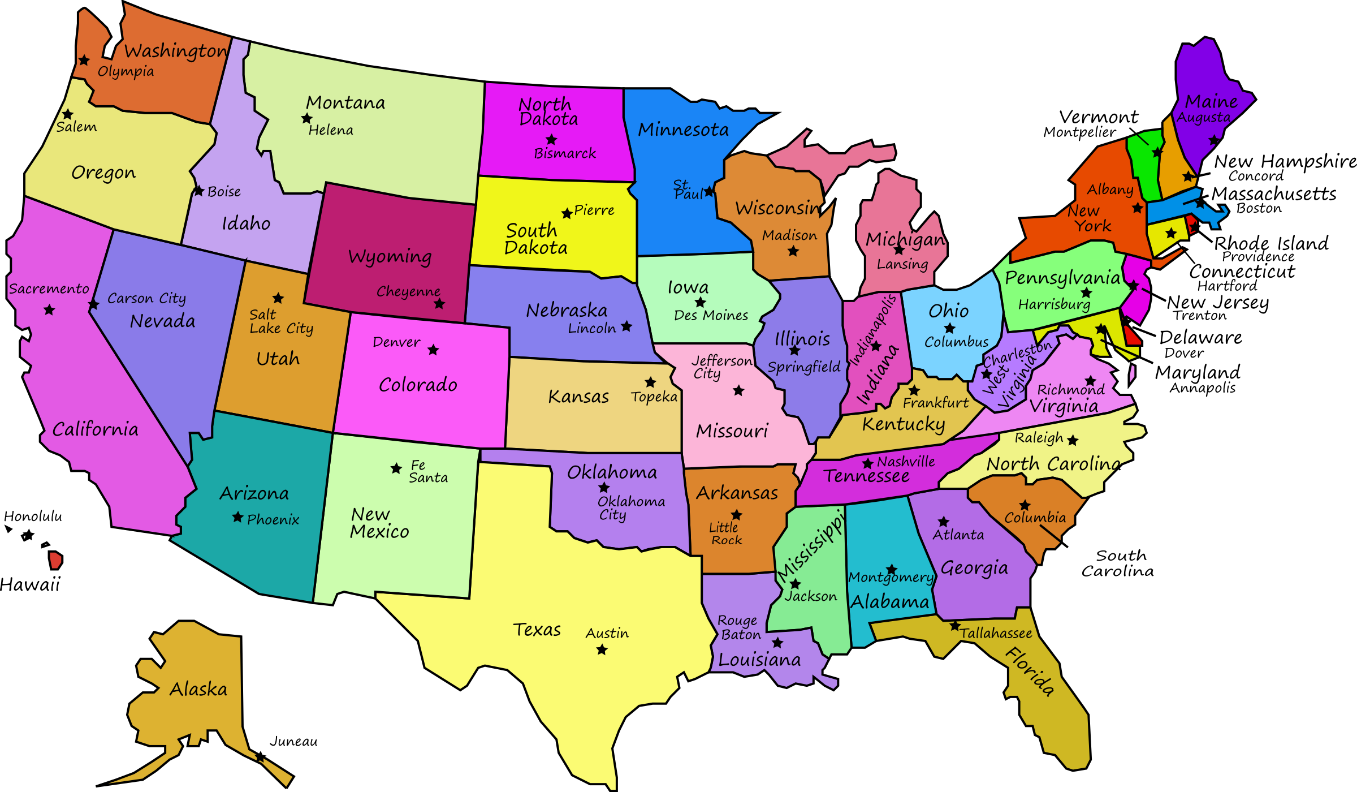 Washington
Olympia
Salem
Oregon
Boise
Idaho
Montana
Helena
North
Dakota
Bismarck
Minnesota
St.
Paul
Wisconsin
Madison
Michigan
Lansing
Vermont
Montpelier
Maine
Augusta
New Hampshire
Concord
Massachusetts
Boston
Albany
New
York
Rhode Island
Providence
Connecticut
Hartford
New Jersey
Trenton
Delaware
Dover
Maryland
Annapolis
Pennsylvania
Harrisburg
Pierre
South
Dakota
Wyoming
Cheyenne
Sacramento
Carson City
Nevada
Salt
Lake City
Utah
Denver
Colorado
Nebraska
Lincoln
Iowa
Des Moines
Illinois
Springfield
Indianapolis
Indiana
Ohio
Columbus
Charleston
West
Virginia
Richmond
Virginia
California
Kansas
Topeka
Jefferson
City
Missouri
Frankfurt
Kentucky
Raleigh
North Carolina
Nashville
Tennessee
Arizona
Phoenix
Fe
Santa
New
Mexico
Oklahoma
Oklahoma
City
Arkansas
Little
Rock
Mississippi
Jackson
Montgomery
Alabama
Atlanta
Georgia
Columbia
South
Carolina
Honolulu
Hawaii
Texas
Austin
Rouge
Baton
Louisiana
Tallahassee
Florida
Alaska
Juneau